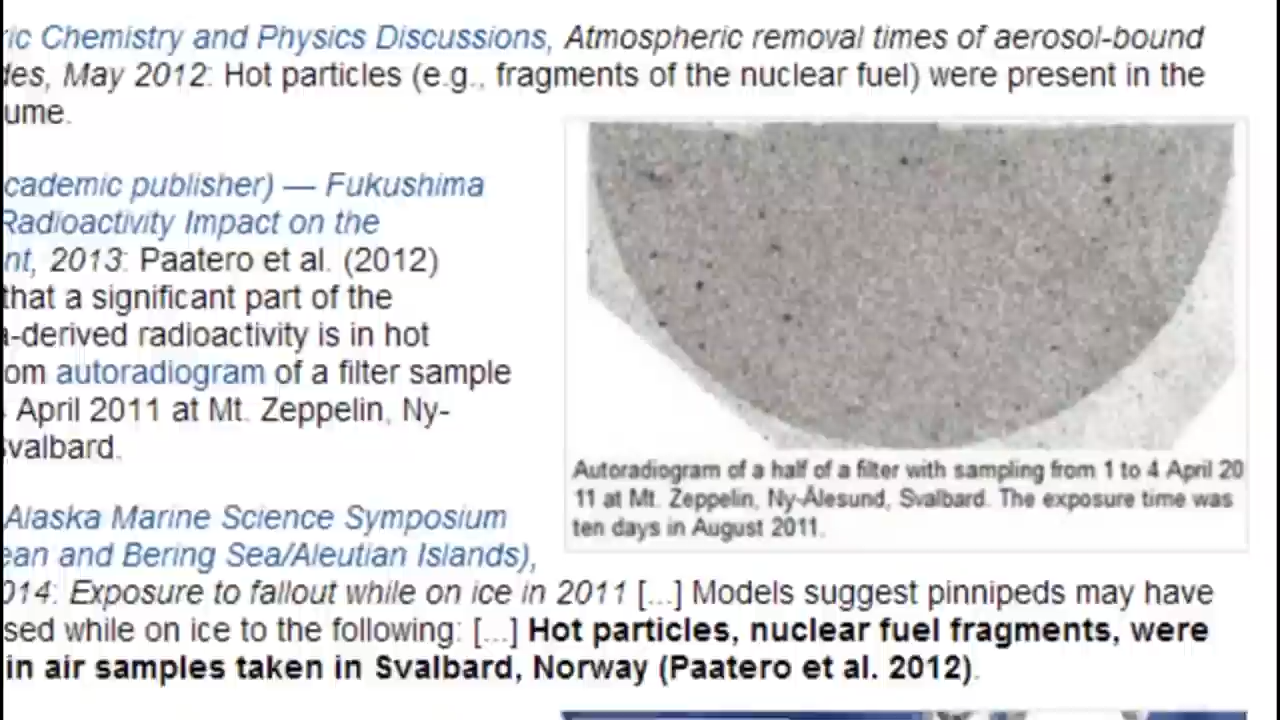 ric Chemistry and Physics Discussions, Atmospheric removal times of aerosol-bound
des, May 2012: Hot particles (e.g., fragments of the nuclear fuel) were present in the
ume.
cademic publisher) — Fukushima
Radioactivity Impact on the
nt, 2013: Paatero et al. (2012)
that a significant part of the
a-derived radioactivity is in hot
om autoradiogram of a filter sample
April 2011 at Mt. Zeppelin, Ny-
Svalbard.
Autoradiogram of a half of a filter with sampling from 1 to 4 April 20
11 at Mt. Zeppelin, Ny-Ålesund, Svalbard. The exposure time was
ten days in August 2011.
Alaska Marine Science Symposium
ean and Bering Sea/Aleutian Islands),
014: Exposure to fallout while on ice in 2011 [...] Models suggest pinnipeds may have
sed while on ice to the following: [...] Hot particles, nuclear fuel fragments, were
in air samples taken in Svalbard, Norway (Paatero et al. 2012).